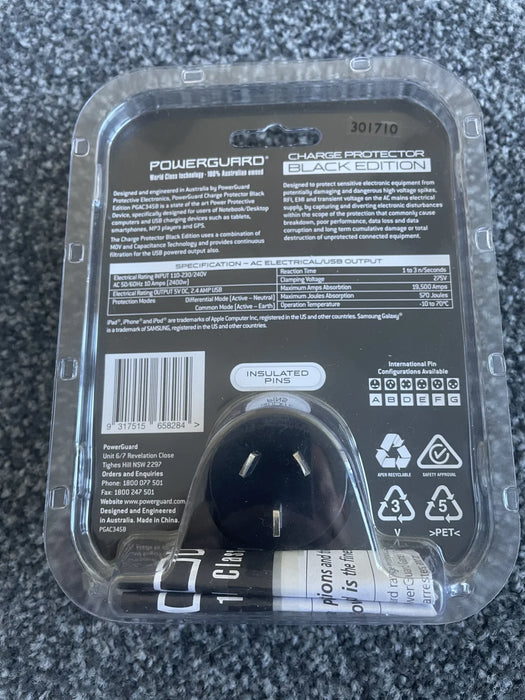 301710
POWERGUARD®
World Class technology - 100% Australian owned
Designed and engineered in Australia by PowerGuard
Protective Electronics, PowerGuard Charge Protector Black
Edition PGAC345B is a state of the art Power Protective
Device, specifically designed for users of Notebook/Desktop
computers and USB charging devices such as tablets,
smartphones, MP3 players and GPS.
The Charge Protector Black Edition uses a combination of
MOV and Capacitance Technology and provides continuous
filtration for the USB powered output also.
CHARGE PROTECTOR
BLACK EDITION
Designed to protect sensitive electronic equipment from
potentially damaging and dangerous high voltage spikes,
RFI, EMI and transient voltage on the AC mains electrical
supply, by capturing and diverting electronic disturbances
within the scope of the protection that commonly cause
breakdown, poor performance, data loss and data
corruption and long term cumulative damage or total
destruction of unprotected connected equipment.
SPECIFICATION – AC ELECTRICAL/USB OUTPUT
Electrical Rating INPUT 110-230/240V
AC 50/60Hz 10 Amps [2400w]
Electrical Rating OUTPUT 5V DC, 2.4 AMP USB
Protection Modes Differential Mode [Active – Neutral]
Common Mode [Active – Earth]
Reaction Time 1 to 3 n/Seconds
Clamping Voltage 275V
Maximum Amps Absorbtion 19,500 Amps
Maximum Joules Absorbtion 570 Joules
Operation Temperature -10 to 70°C
iPad®, iPhone® and iPod® are trademarks of Apple Computer Inc, registered in the US and other countries. Samsung Galaxy®
is a trademark of SAMSUNG, registered in the US and other countries.
9 317515 658284 >
INSULATED
PINS
International Pin
Configurations Available
A B C D E F G
PowerGuard
Unit 6/7 Revelation Close
Tighes Hill NSW 2297
Orders and Enquiries
Phone: 1800 077 501
Fax: 1800 247 501
Website: www.powerguard.com
Designed and Engineered
in Australia. Made in China.
PGAC345B
APER RECYCLABLE
SAFETY APPROVAL
3
V
5
>PET<
Clas
pions and t
is the fine